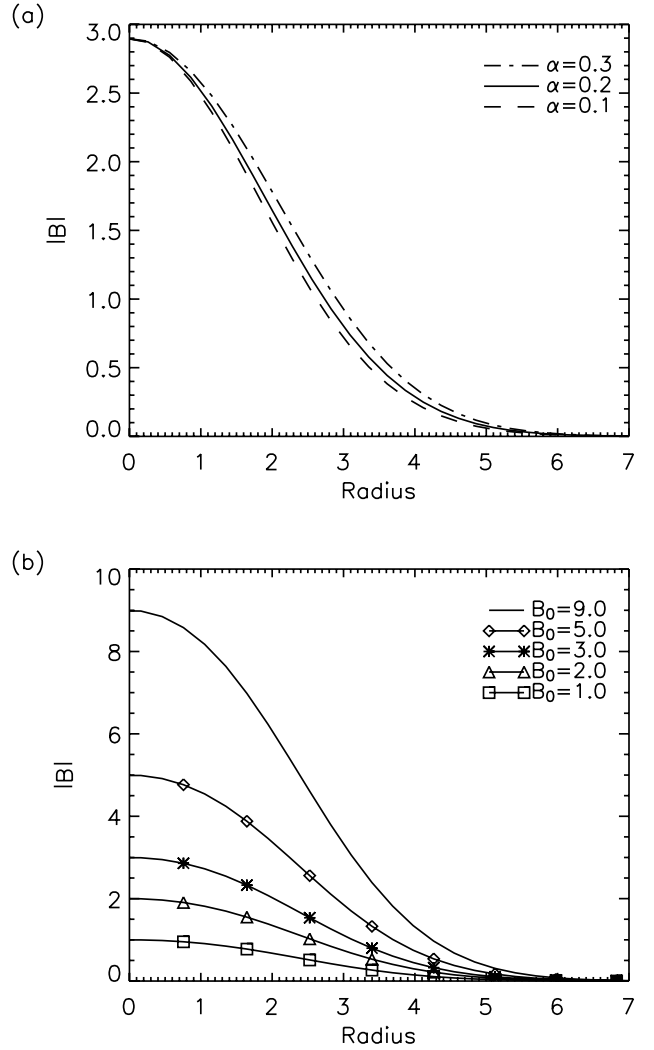 (a)
3.0
2.5
2.0
1.5
1.0
0.5
0.0
|B|
α=0.3
α=0.2
α=0.1
0 1 2 3 4 5 6 7
Radius
(b)
10
8
6
4
2
0
|B|
B₀=9.0
B₀=5.0
B₀=3.0
B₀=2.0
B₀=1.0
0 1 2 3 4 5 6 7
Radius